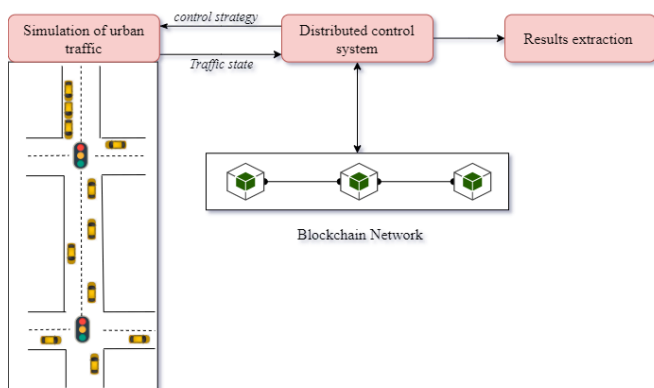 Simulation of urban
traffic
control strategy
Traffic state
Distributed control
system
Results extraction
Blockchain Network